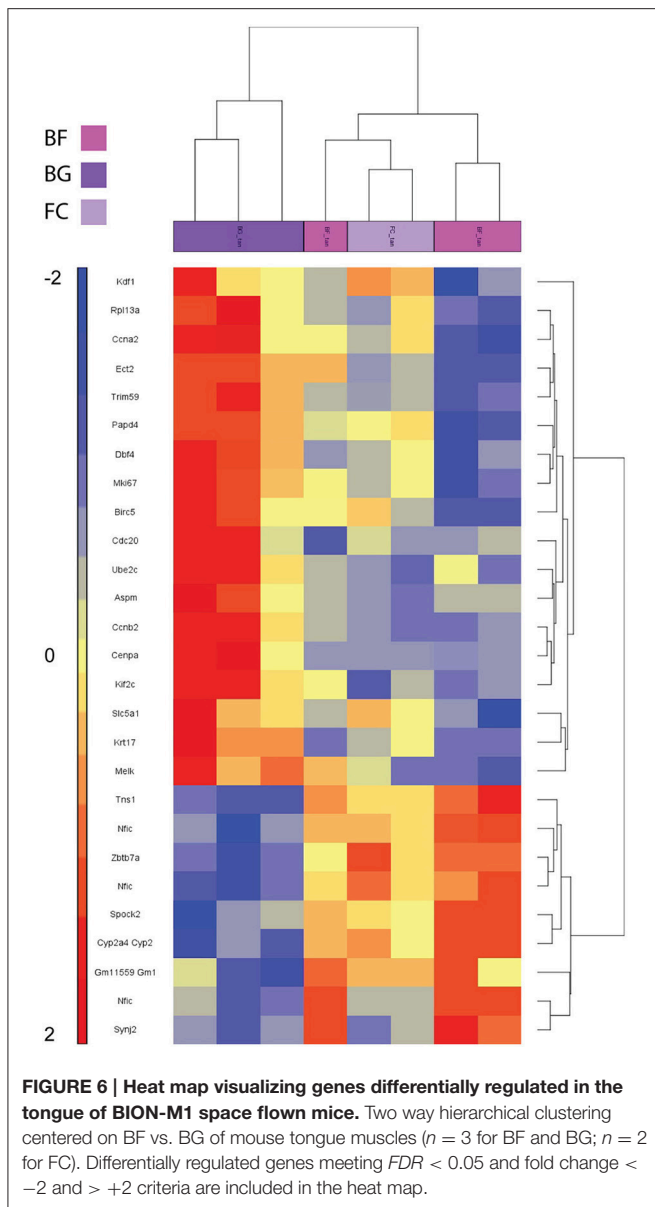 BF
BG
FC
BG_tan
BF_tan
FC_tan
BF_tan
-2
0
2
Kdf1
Rpl13a
Ccna2
Ect2
Trim59
Papd4
Dbf4
Mki67
Birc5
Cdc20
Ube2c
Aspm
Ccnb2
Cenpa
Kif2c
Slc5a1
Krt17
Melk
Tns1
Nfic
Zbtb7a
Nfic
Spock2
Cyp2a4 Cyp2
Gm11559 Gm1
Nfic
Synj2
FIGURE 6 | Heat map visualizing genes differentially regulated in the
tongue of BION-M1 space flown mice. Two way hierarchical clustering
centered on BF vs. BG of mouse tongue muscles (n = 3 for BF and BG; n = 2
for FC). Differentially regulated genes meeting FDR < 0.05 and fold change <
−2 and > +2 criteria are included in the heat map.